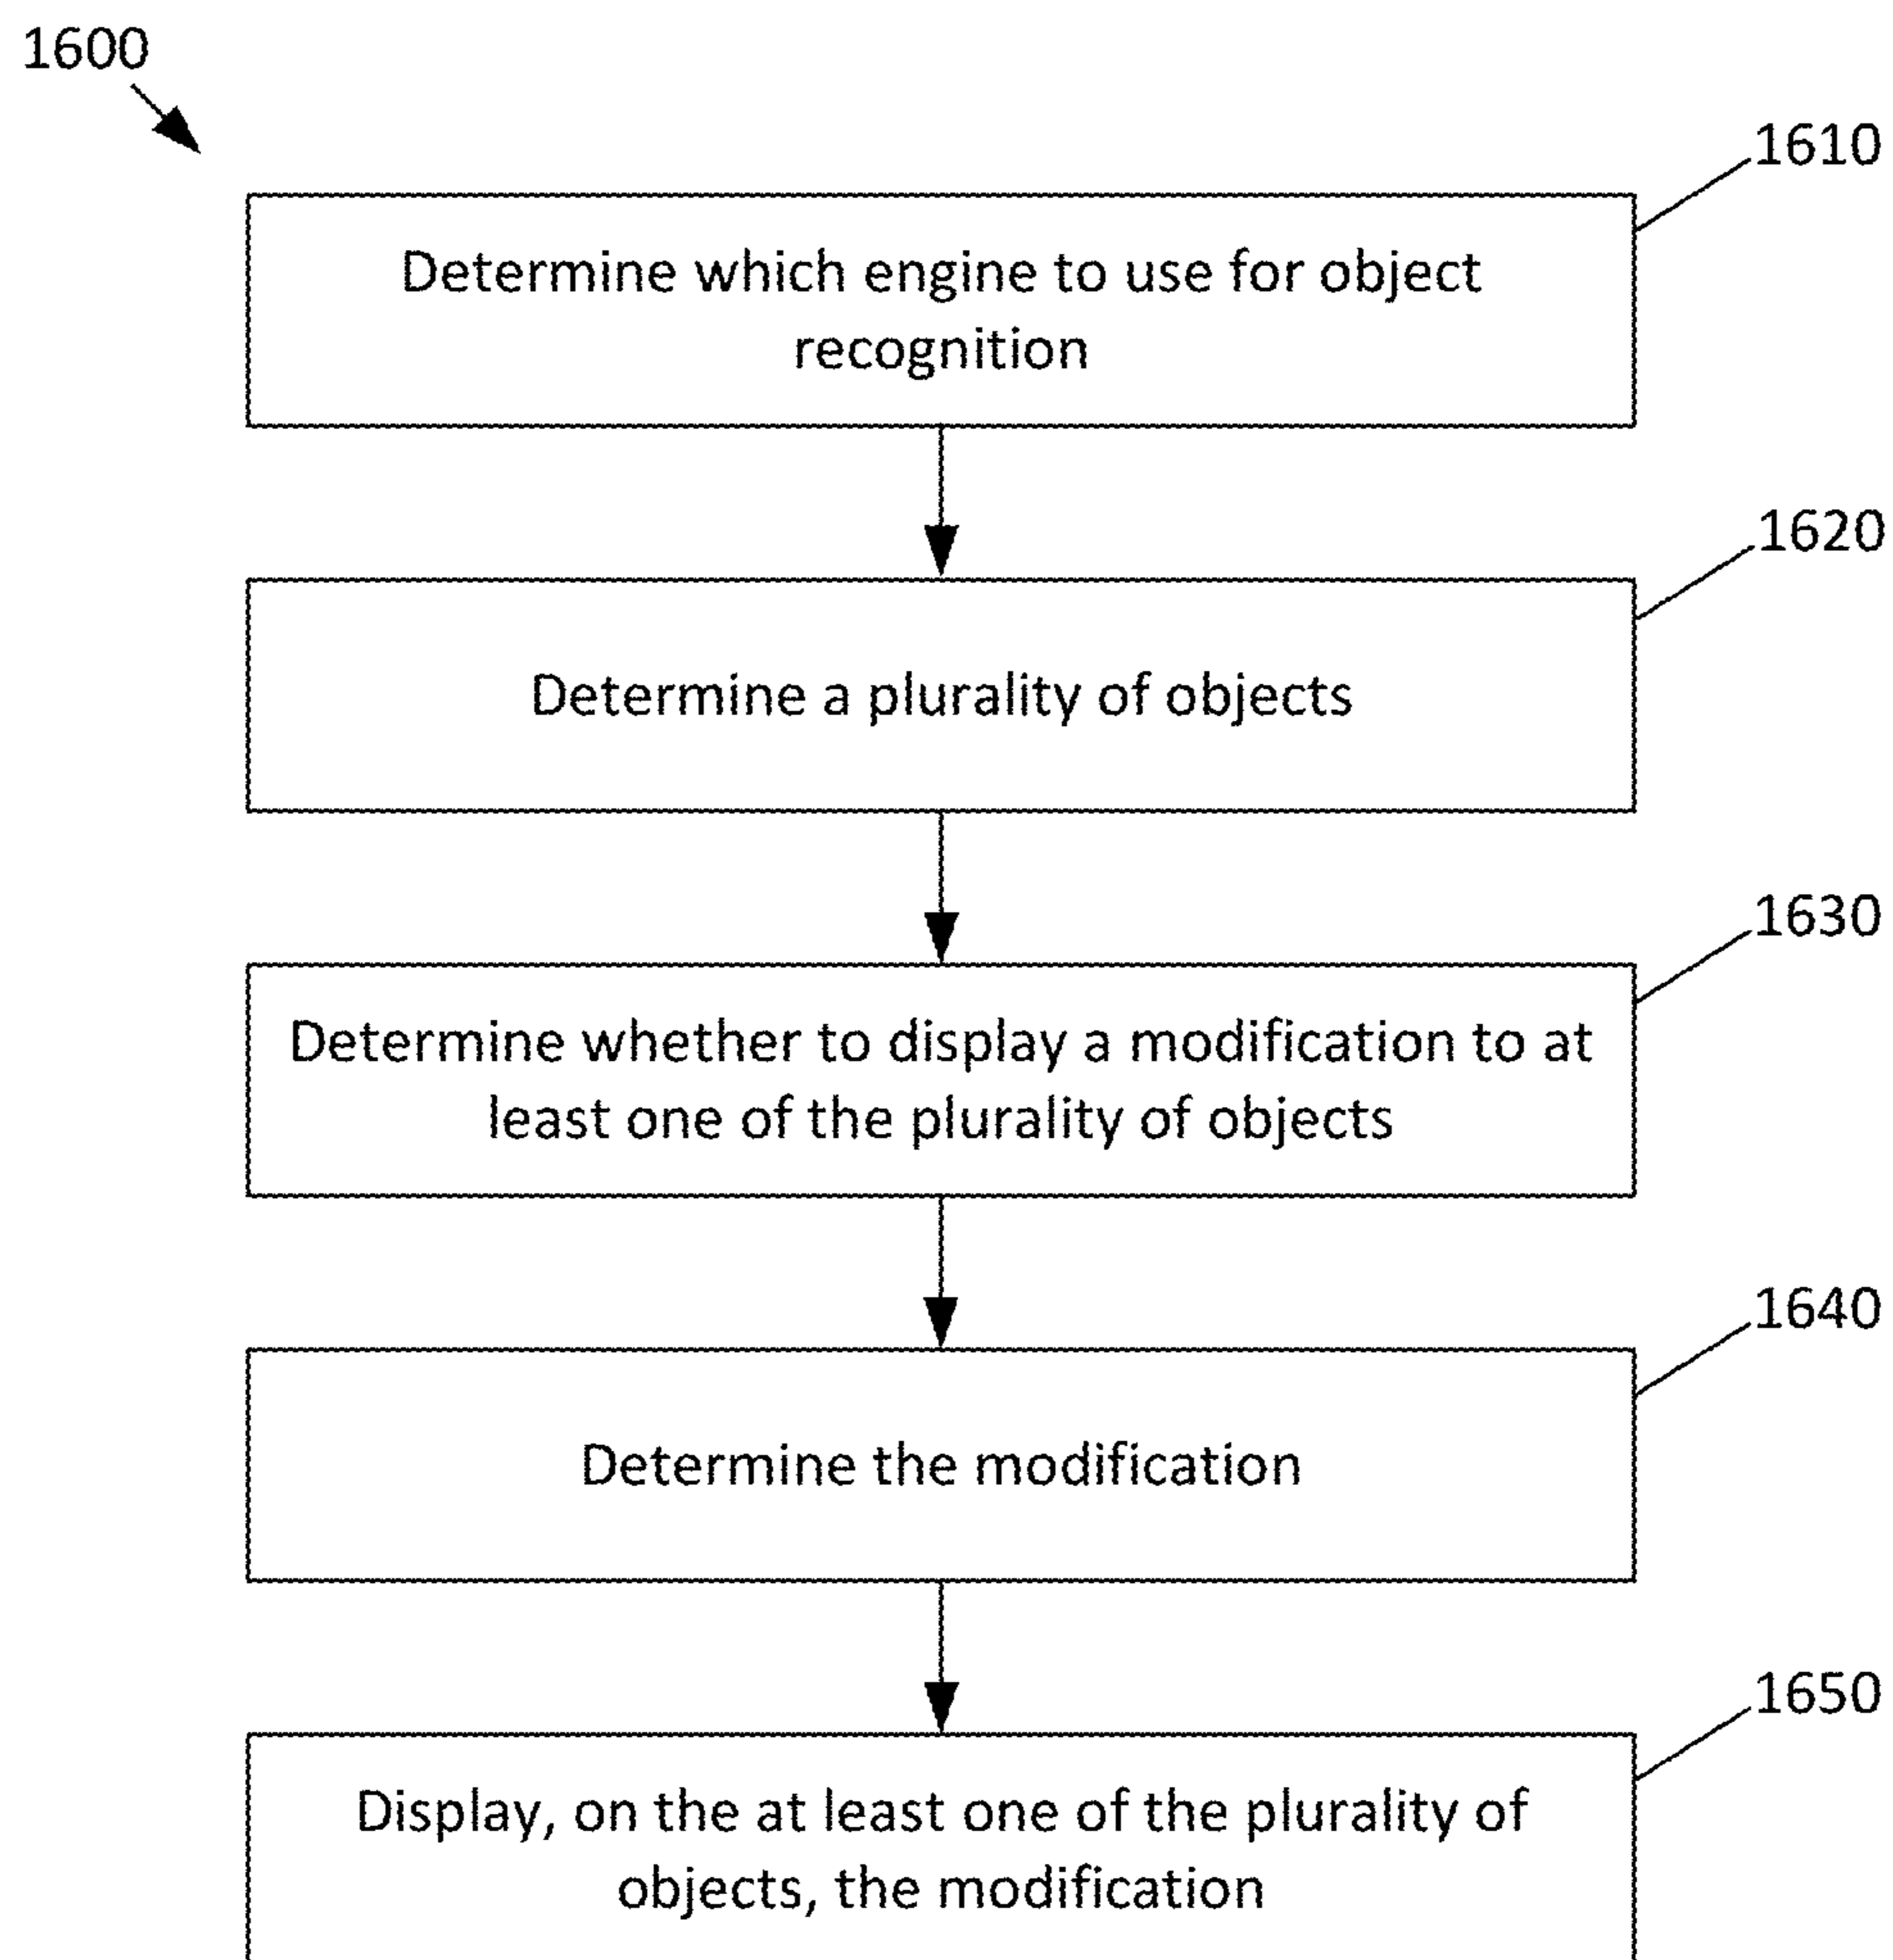 1600
1610
Determine which engine to use for object
recognition
1620
Determine a plurality of objects
1630
Determine whether to display a modification to at
least one of the plurality of objects
1640
Determine the modification
1650
Display, on the at least one of the plurality of
objects, the modification